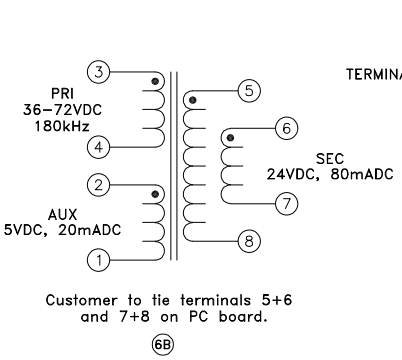 3
TERMINA
PRI
36-72VDC
180kHz
5
4
6
SEC
24VDC, 80mADC
2
7
AUX
5VDC, 20mADC
8
1
Customer to tie terminals 5+6
and 7+8 on PC board.
6B